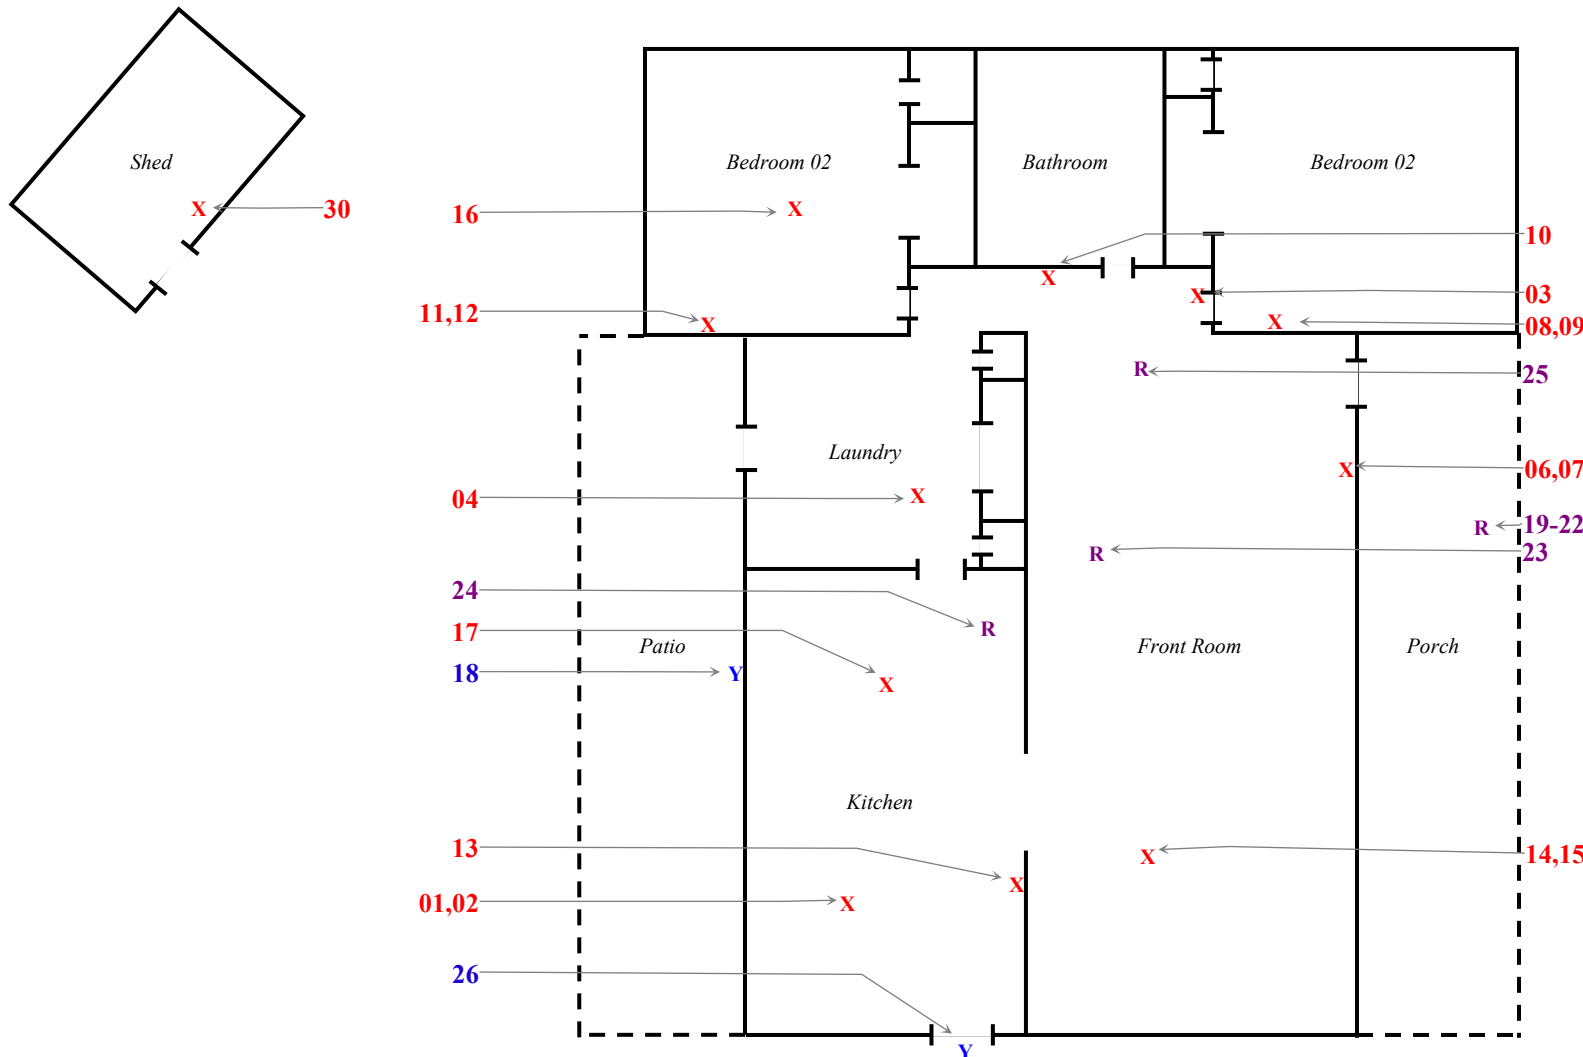 Shed
Bedroom 02
Bathroom
Bedroom 02
X
30
16
X
10
X
X
03
11,12
X
X
08,09
R
25
Laundry
X
06,07
04
X
R
19-22
R
23
24
R
17
Patio
Front Room
Porch
18
Y
X
Kitchen
13
X
X
14,15
01,02
X
26
Y